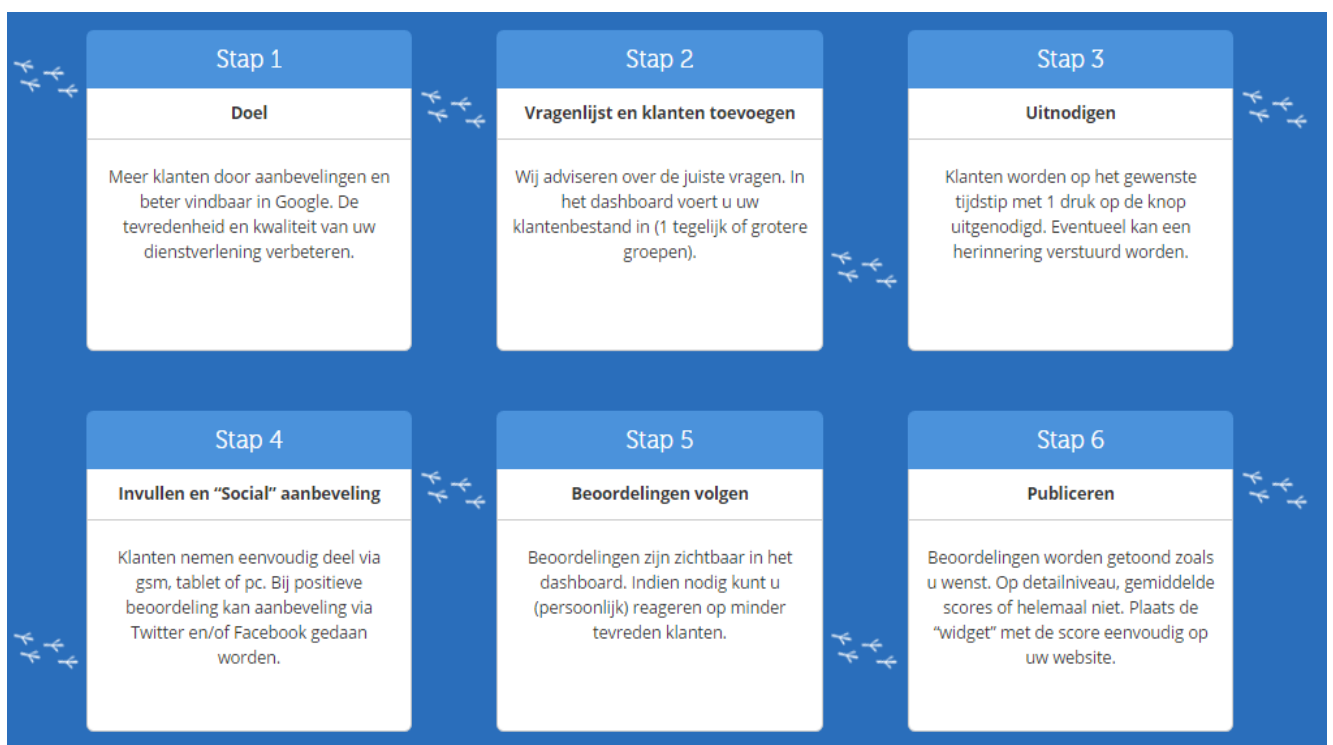 Stap 1
Doel
Meer klanten door aanbevelingen en
beter vindbaar in Google. De
tevredenheid en kwaliteit van uw
dienstverlening verbeteren.
Stap 2
Vragenlijst en klanten toevoegen
Wij adviseren over de juiste vragen. In
het dashboard voert u uw
klantenbestand in (1 tegelijk of grotere
groepen).
Stap 3
Uitnodigen
Klanten worden op het gewenste
tijdstip met 1 druk op de knop
uitgenodigd. Eventueel kan een
herinnering verstuurd worden.
Stap 4
Invullen en “Social” aanbeveling
Klanten nemen eenvoudig deel via
gsm, tablet of pc. Bij positieve
beoordeling kan aanbeveling via
Twitter en/of Facebook gedaan
worden.
Stap 5
Beoordelingen volgen
Beoordelingen zijn zichtbaar in het
dashboard. Indien nodig kunt u
(persoonlijk) reageren op minder
tevreden klanten.
Stap 6
Publiceren
Beoordelingen worden getoond zoals
u wenst. Op detailniveau, gemiddelde
scores of helemaal niet. Plaats de
“widget” met de score eenvoudig op
uw website.